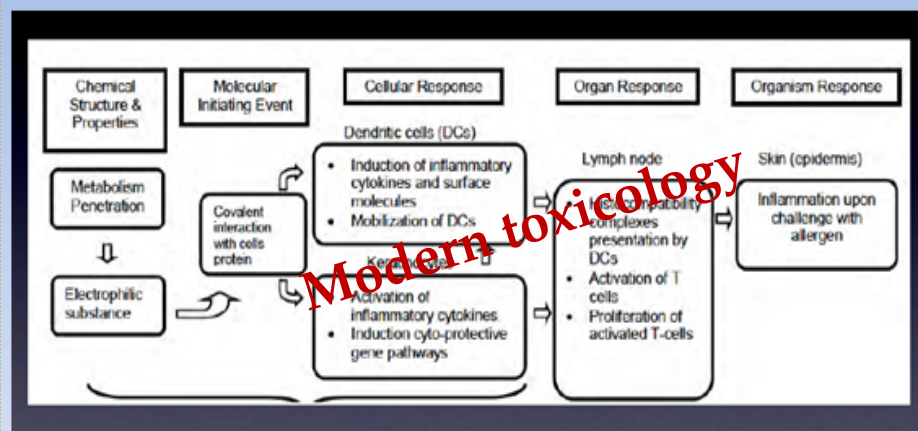 Chemical
Structure &
Properties
Molecular
Initiating Event
Cellular Response
Organ Response
Organism Response
Metabolism
Penetration
Electrophilic
substance
Covalent
interaction
with cells
protein
Dendritic cells (DCs)
• Induction of inflammatory
cytokines and surface
molecules
• Mobilization of DCs
• Activation of
inflammatory cytokines
• Induction cyto-protective
gene pathways
Lymph node
• Histocompatibility
complexes
presentation by
DCs
• Activation of T
cells
• Proliferation of
activated T-cells
Skin (epidermis)
Inflammation upon
challenge with
allergen
Modern toxicology